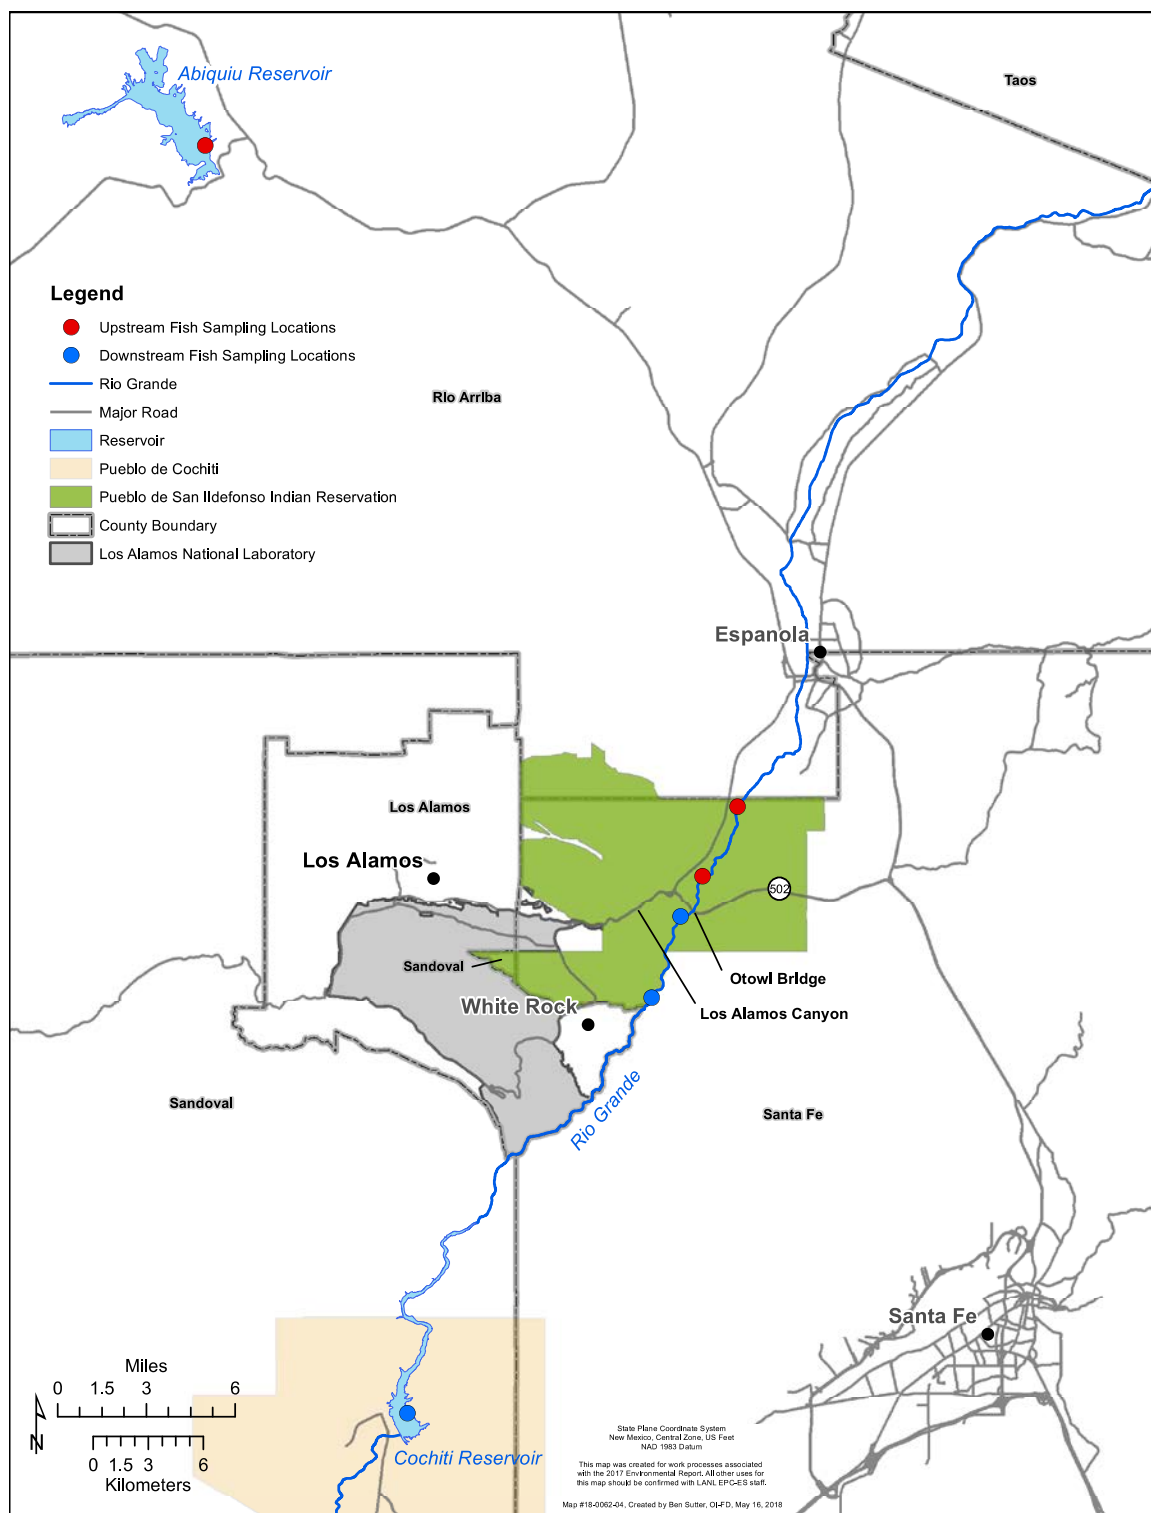 Abiquiu Reservoir
Taos
Legend
Upstream Fish Sampling Locations
Downstream Fish Sampling Locations
Rio Grande
Major Road
Reservoir
Pueblo de Cochiti
Pueblo de San Ildefonso Indian Reservation
County Boundary
Los Alamos National Laboratory
Rio Arriba
Espanola
Los Alamos
Los Alamos
502
Sandoval
Otowi Bridge
White Rock
Los Alamos Canyon
Rio Grande
Sandoval
Santa Fe
Santa Fe
Miles
0 1.5 3 6
N
0 1.5 3 6
Kilometers
Cochiti Reservoir
State Plane Coordinate System
New Mexico, Central Zone, US Feet
NAD 1983 Datum
This map was created for work processes associated
with the 2017 Environmental Report. All other uses for
this map should be confirmed with LANL EPC-ES staff.
Map #18-0062-04, Created by Ben Sutter, OI-FD, May 16, 2018